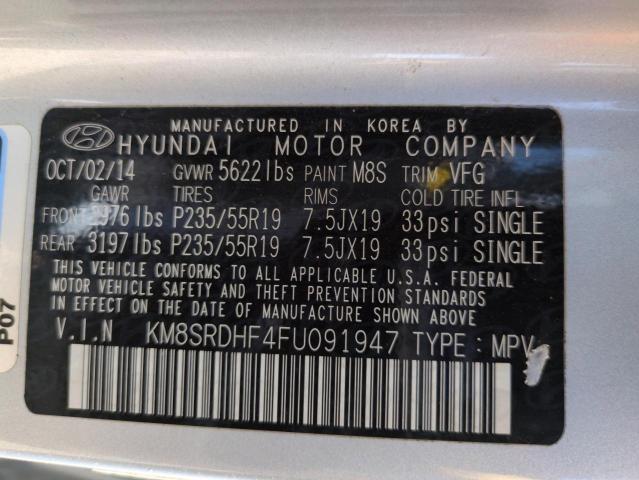 MANUFACTURED IN KOREA BY
HYUNDAI MOTOR COMPANY
OCT/02/14 GVWR 5622lbs PAINT M8S TRIM VFG
GAWR TIRES RIMS COLD TIRE INFL
FRONT 2976lbs P235/55R19 7.5JX19 33psi SINGLE
REAR 3197lbs P235/55R19 7.5JX19 33psi SINGLE
THIS VEHICLE CONFORMS TO ALL APPLICABLE U.S.A. FEDERAL
MOTOR VEHICLE SAFETY AND THEFT PREVENTION STANDARDS
IN EFFECT ON THE DATE OF MANUFACTURE SHOWN ABOVE.
V.I.N KM8SRDHF4FU091947 TYPE : MPV
P07